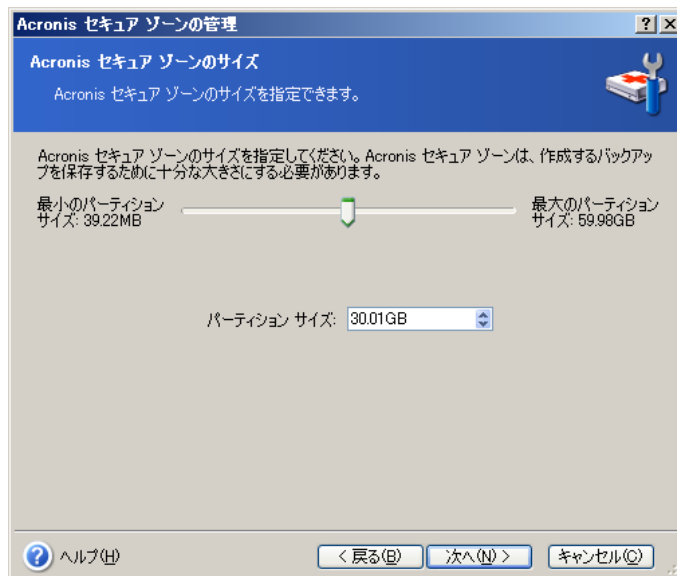 Acronis セキュア ゾーンの管理
Acronis セキュア ゾーンのサイズ
Acronis セキュア ゾーンのサイズを指定できます。
Acronis セキュア ゾーンのサイズを指定してください。Acronis セキュア ゾーンは、作成するバックアッ
プを保存するために十分な大きさにする必要があります。
最小のパーティション
サイズ: 39.22MB
最大のパーティション
サイズ: 59.98GB
パーティション サイズ: 30.01GB
ヘルプ(H)
< 戻る(B)
次へ(N) >
キャンセル(C)